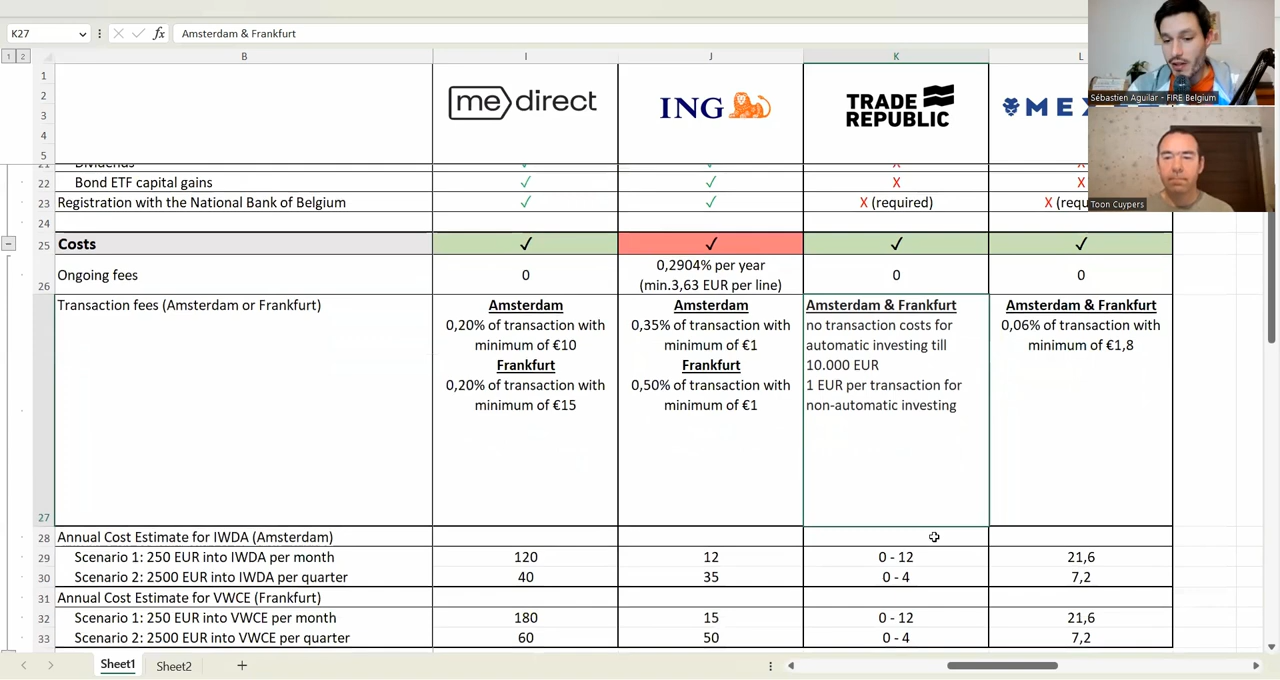 K27
fx
Amsterdam & Frankfurt
1 2
B I J K L
1
2
3
4
5
me direct
ING
TRADE REPUBLIC
Sébastien Aguilar - FIRE Belgium
Toon Cuypers
21 Dividends ✓ ✓ X X
22 Bond ETF capital gains ✓ ✓ X X
23 Registration with the National Bank of Belgium ✓ ✓ X (required)
24
25 Costs ✓ ✓ ✓ ✓
26 Ongoing fees 0 0,2904% per year 0 0
(min.3,63 EUR per line)
27 Transaction fees (Amsterdam or Frankfurt)
Amsterdam
0,20% of transaction with
minimum of €10
Frankfurt
0,20% of transaction with
minimum of €15
Amsterdam
0,35% of transaction with
minimum of €1
Frankfurt
0,50% of transaction with
minimum of €1
Amsterdam & Frankfurt
no transaction costs for
automatic investing till
10.000 EUR
1 EUR per transaction for
non-automatic investing
Amsterdam & Frankfurt
0,06% of transaction with
minimum of €1,8
28 Annual Cost Estimate for IWDA (Amsterdam)
29 Scenario 1: 250 EUR into IWDA per month 120 12 0 - 12 21,6
30 Scenario 2: 2500 EUR into IWDA per quarter 40 35 0 - 4 7,2
31 Annual Cost Estimate for VWCE (Frankfurt)
32 Scenario 1: 250 EUR into VWCE per month 180 15 0 - 12 21,6
33 Scenario 2: 2500 EUR into VWCE per quarter 60 50 0 - 4 7,2
Sheet1 Sheet2